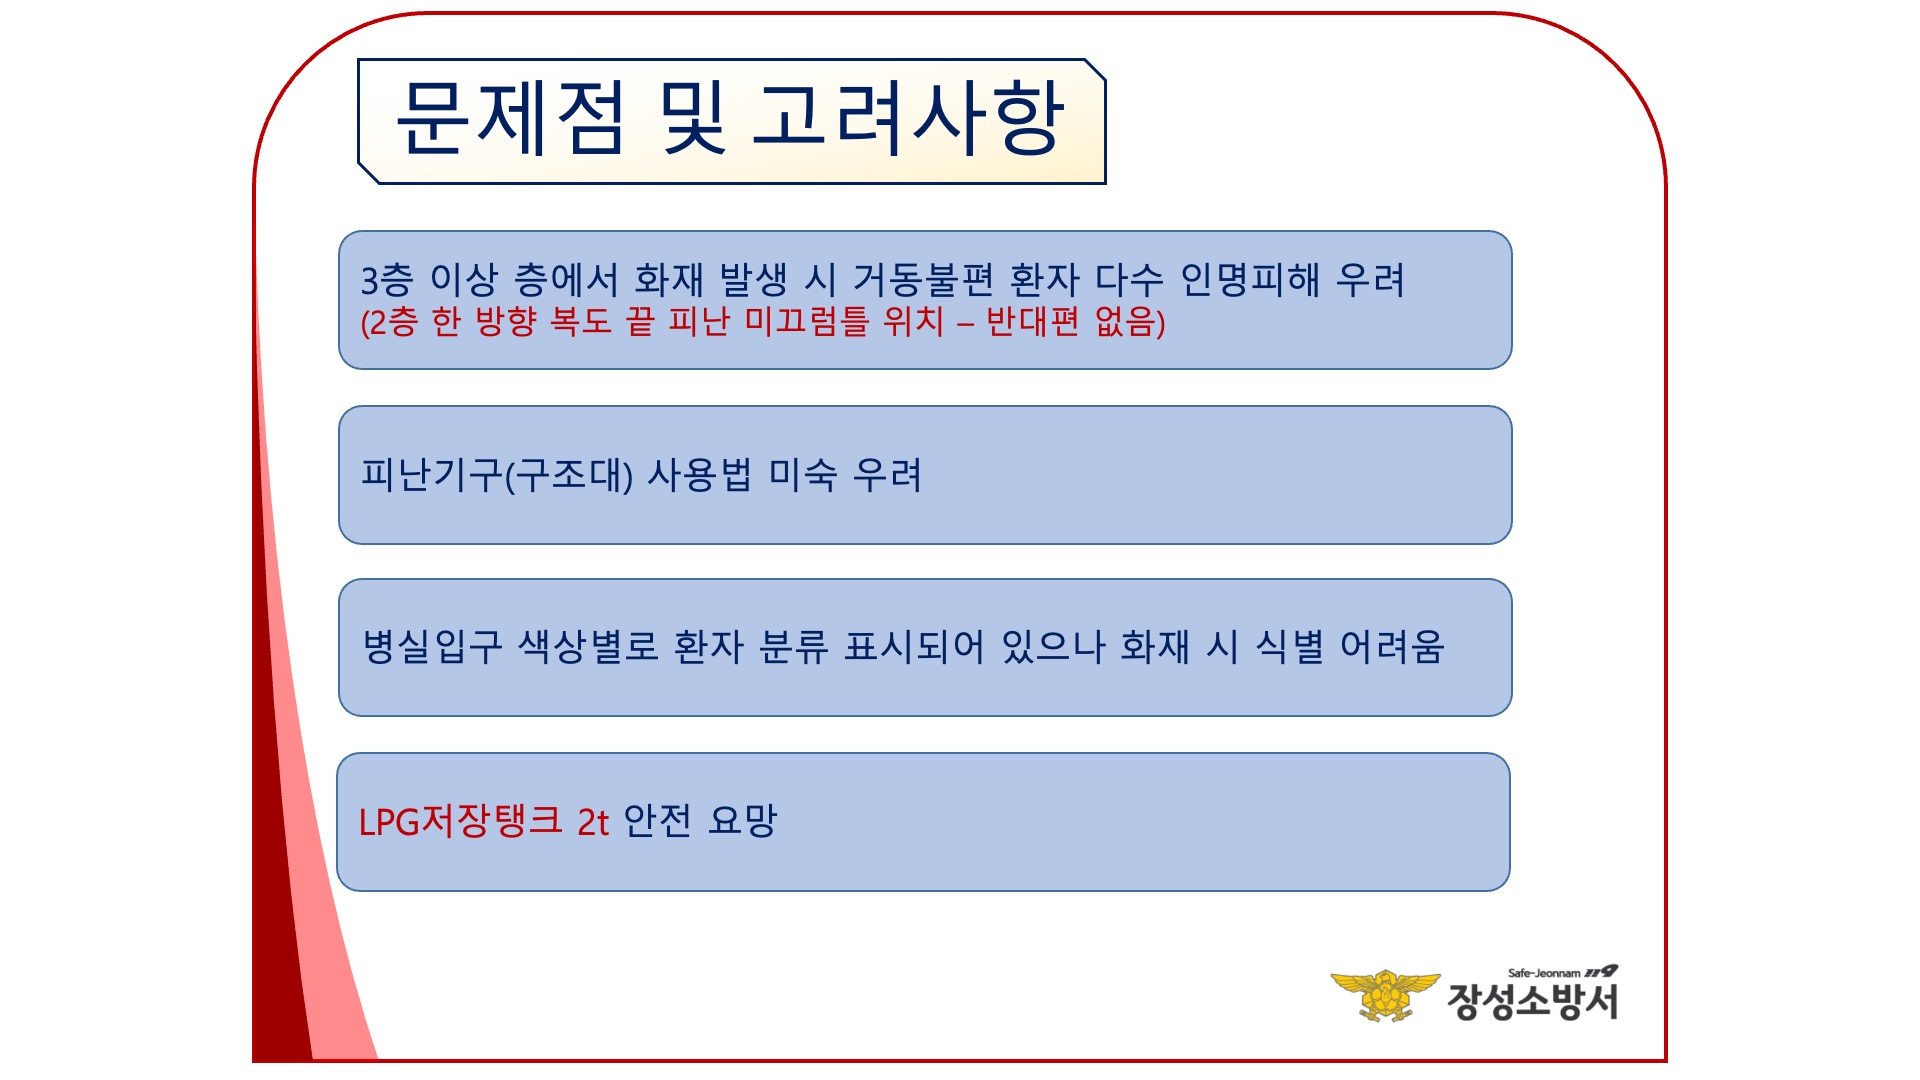 문제점 및 고려사항
3층 이상 층에서 화재 발생 시 거동불편 환자 다수 인명피해 우려
(2층 한 방향 복도 끝 피난 미끄럼틀 위치 – 반대편 없음)
피난기구(구조대) 사용법 미숙 우려
병실입구 색상별로 환자 분류 표시되어 있으나 화재 시 식별 어려움
LPG저장탱크 2t 안전 요망
Safe-Jeonnam 119
장성소방서